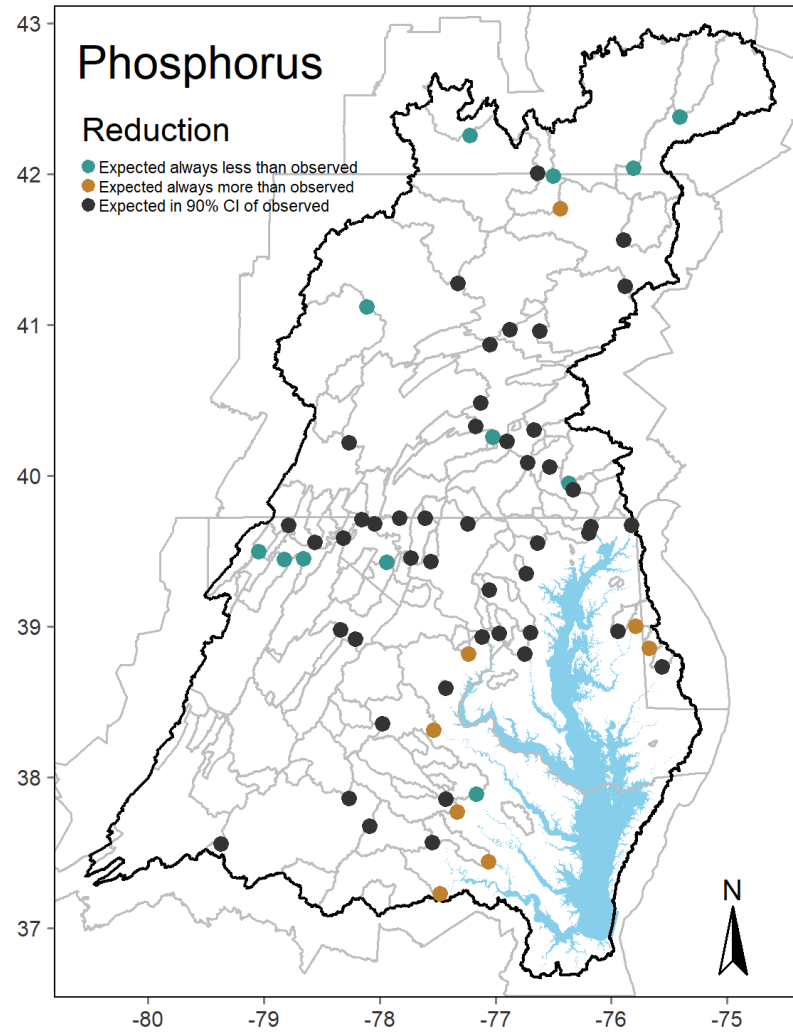 Phosphorus
Reduction
Expected always less than observed
Expected always more than observed
Expected in 90% CI of observed
43
42
41
40
39
38
37
N
-80
-79
-78
-77
-76
-75